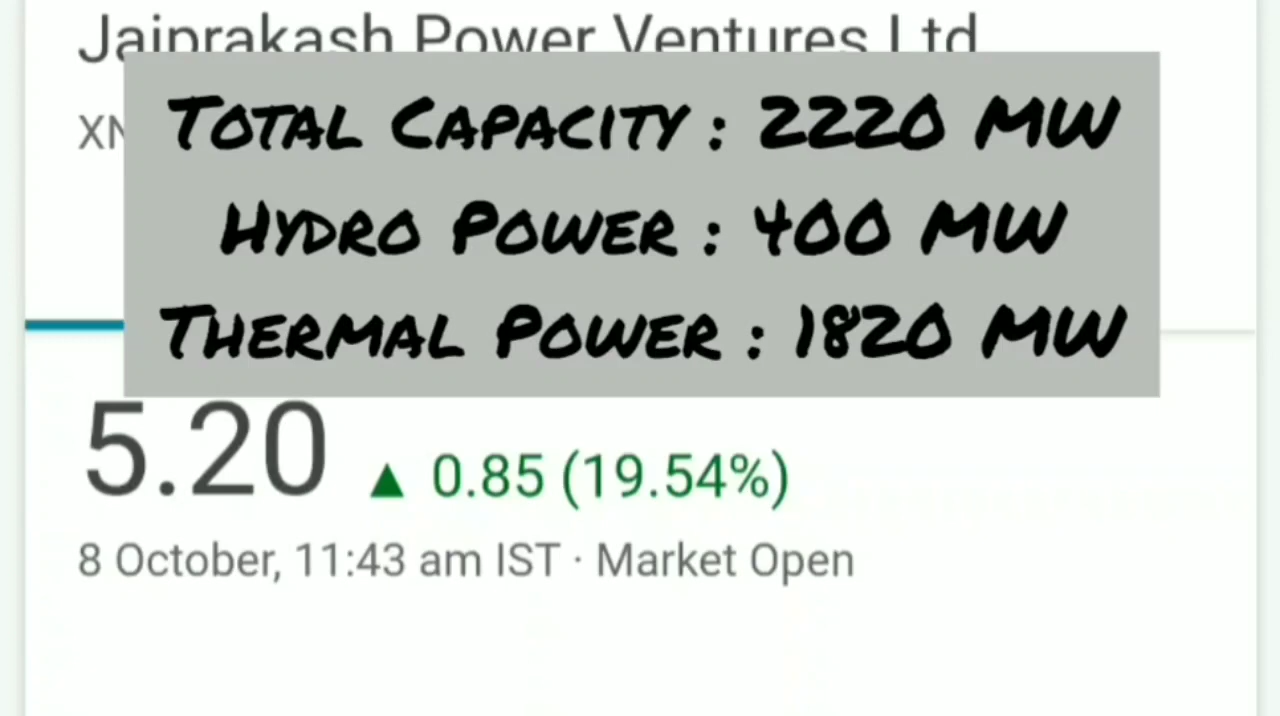 Jaiprakash Power Ventures Ltd
TOTAL CAPACITY : 2220 MW
HYDRO POWER : 400 MW
THERMAL POWER : 1820 MW
5.20 ▲ 0.85 (19.54%)
8 October, 11:43 am IST · Market Open